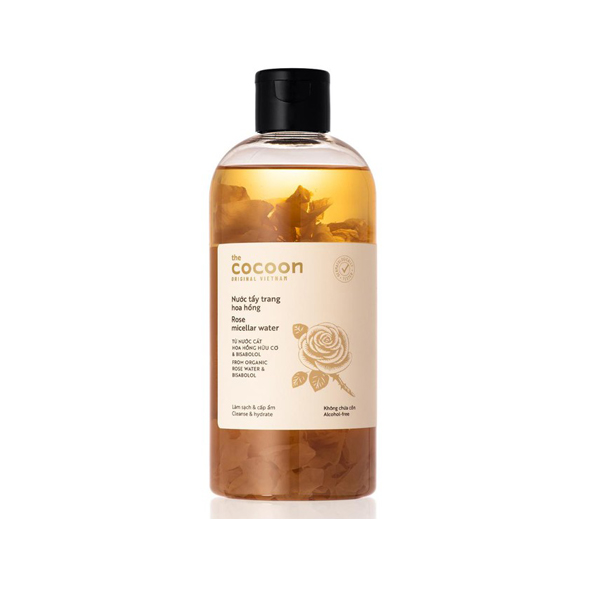 the
cocoon
ORIGINAL VIETNAM
Nước tẩy trang
hoa hồng
Rose
micellar water
TỪ NƯỚC CẤT
HOA HỒNG HỮU CƠ
& BISABOLOL
FROM ORGANIC
ROSE WATER &
BISABOLOL
Làm sạch & cấp ẩm
Cleanse & hydrate
Không chứa cồn
Alcohol-free